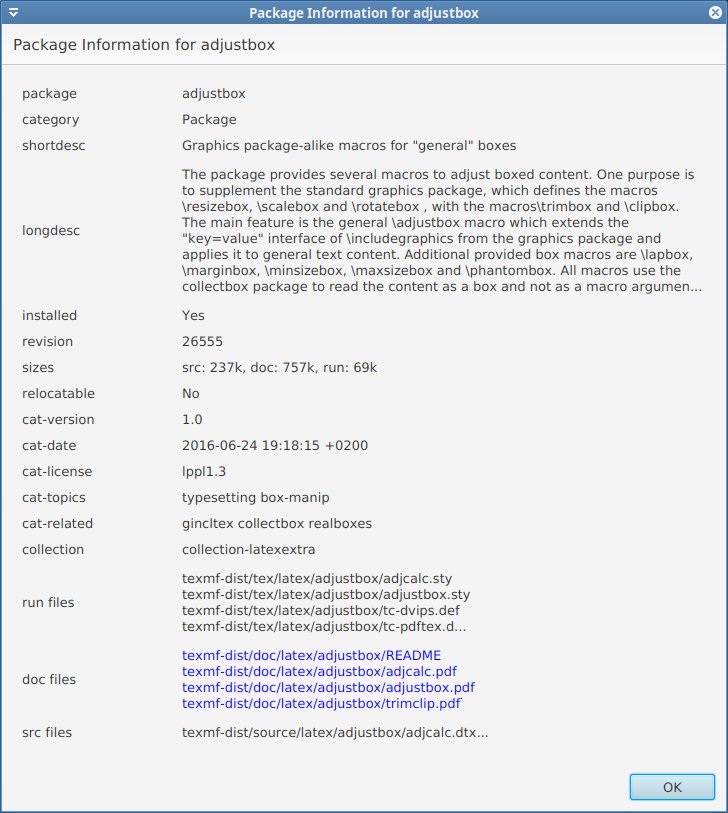 Package Information for adjustbox
Package Information for adjustbox
package adjustbox
category Package
shortdesc Graphics package-alike macros for "general" boxes
longdesc The package provides several macros to adjust boxed content. One purpose is
to supplement the standard graphics package, which defines the macros
\resizebox, \scalebox and \rotatebox , with the macros\trimbox and \clipbox.
The main feature is the general \adjustbox macro which extends the
"key=value" interface of \includegraphics from the graphics package and
applies it to general text content. Additional provided box macros are \lapbox,
\marginbox, \minsizebox, \maxsizebox and \phantombox. All macros use the
collectbox package to read the content as a box and not as a macro argumen...
installed Yes
revision 26555
sizes src: 237k, doc: 757k, run: 69k
relocatable No
cat-version 1.0
cat-date 2016-06-24 19:18:15 +0200
cat-license lppl1.3
cat-topics typesetting box-manip
cat-related gincltex collectbox realboxes
collection collection-latexextra
run files texmf-dist/tex/latex/adjustbox/adjcalc.sty
texmf-dist/tex/latex/adjustbox/adjustbox.sty
texmf-dist/tex/latex/adjustbox/tc-dvips.def
texmf-dist/tex/latex/adjustbox/tc-pdftex.d...
doc files texmf-dist/doc/latex/adjustbox/README
texmf-dist/doc/latex/adjustbox/adjcalc.pdf
texmf-dist/doc/latex/adjustbox/adjustbox.pdf
texmf-dist/doc/latex/adjustbox/trimclip.pdf
src files texmf-dist/source/latex/adjustbox/adjcalc.dtx...
OK